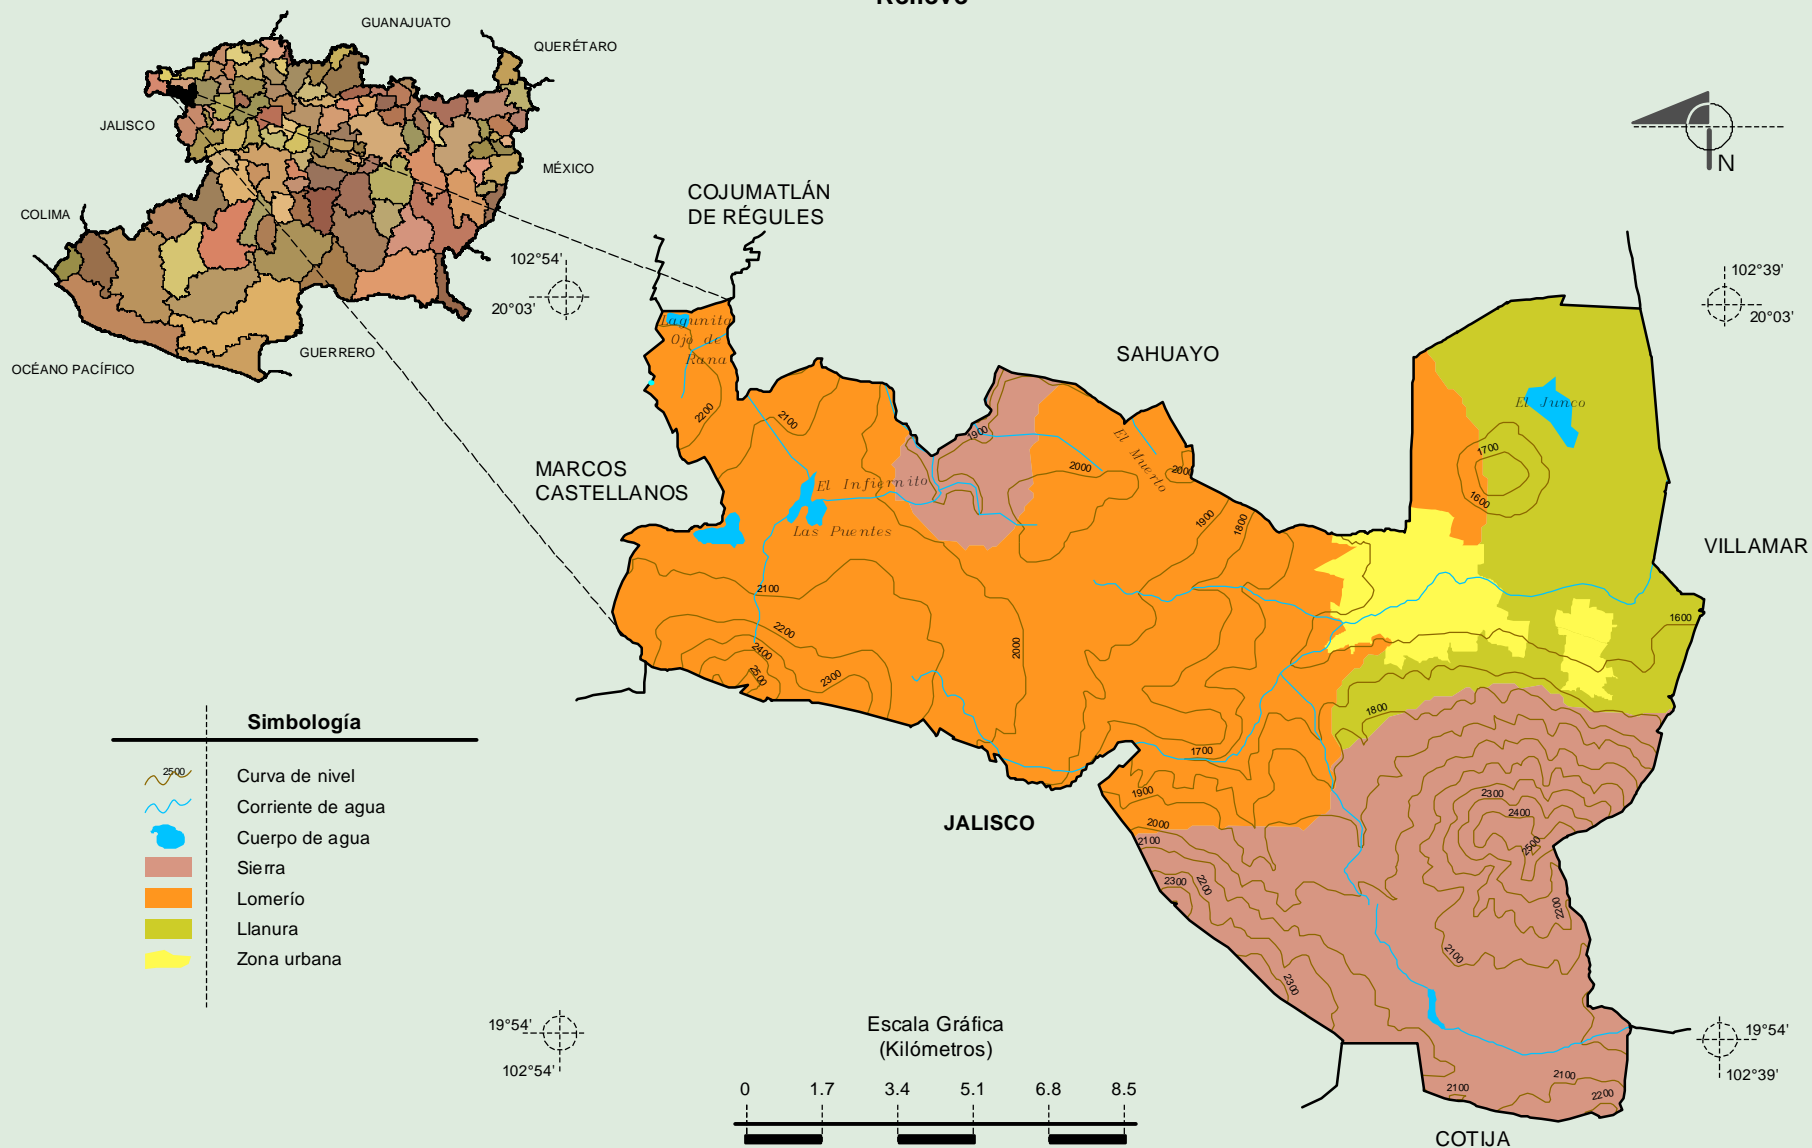 Relieve
GUANAJUATO
QUERÉTARO
JALISCO
MÉXICO
COLIMA
GUERRERO
OCÉANO PACÍFICO
N
102°54'
20°03'
102°39'
20°03'
COJUMATLÁN
DE RÉGULES
SAHUAYO
MARCOS
CASTELLANOS
VILLAMAR
JALISCO
COTIJA
Lagunita
Ojo de
Rana
El Infiernito
Las Puentes
El
Muerto
El Junco
2200
2100
1900
2000
2000
1900
1800
1700
1600
2100
2200
2400
2500
2300
2000
1600
1800
1700
1900
2000
2100
2300
2200
2300
2400
2500
2200
2100
2300
2100
2100
2200
Simbología
2500
Curva de nivel
Corriente de agua
Cuerpo de agua
Sierra
Lomerío
Llanura
Zona urbana
19°54'
102°54'
19°54'
102°39'
Escala Gráfica
(Kilómetros)
0 1.7 3.4 5.1 6.8 8.5